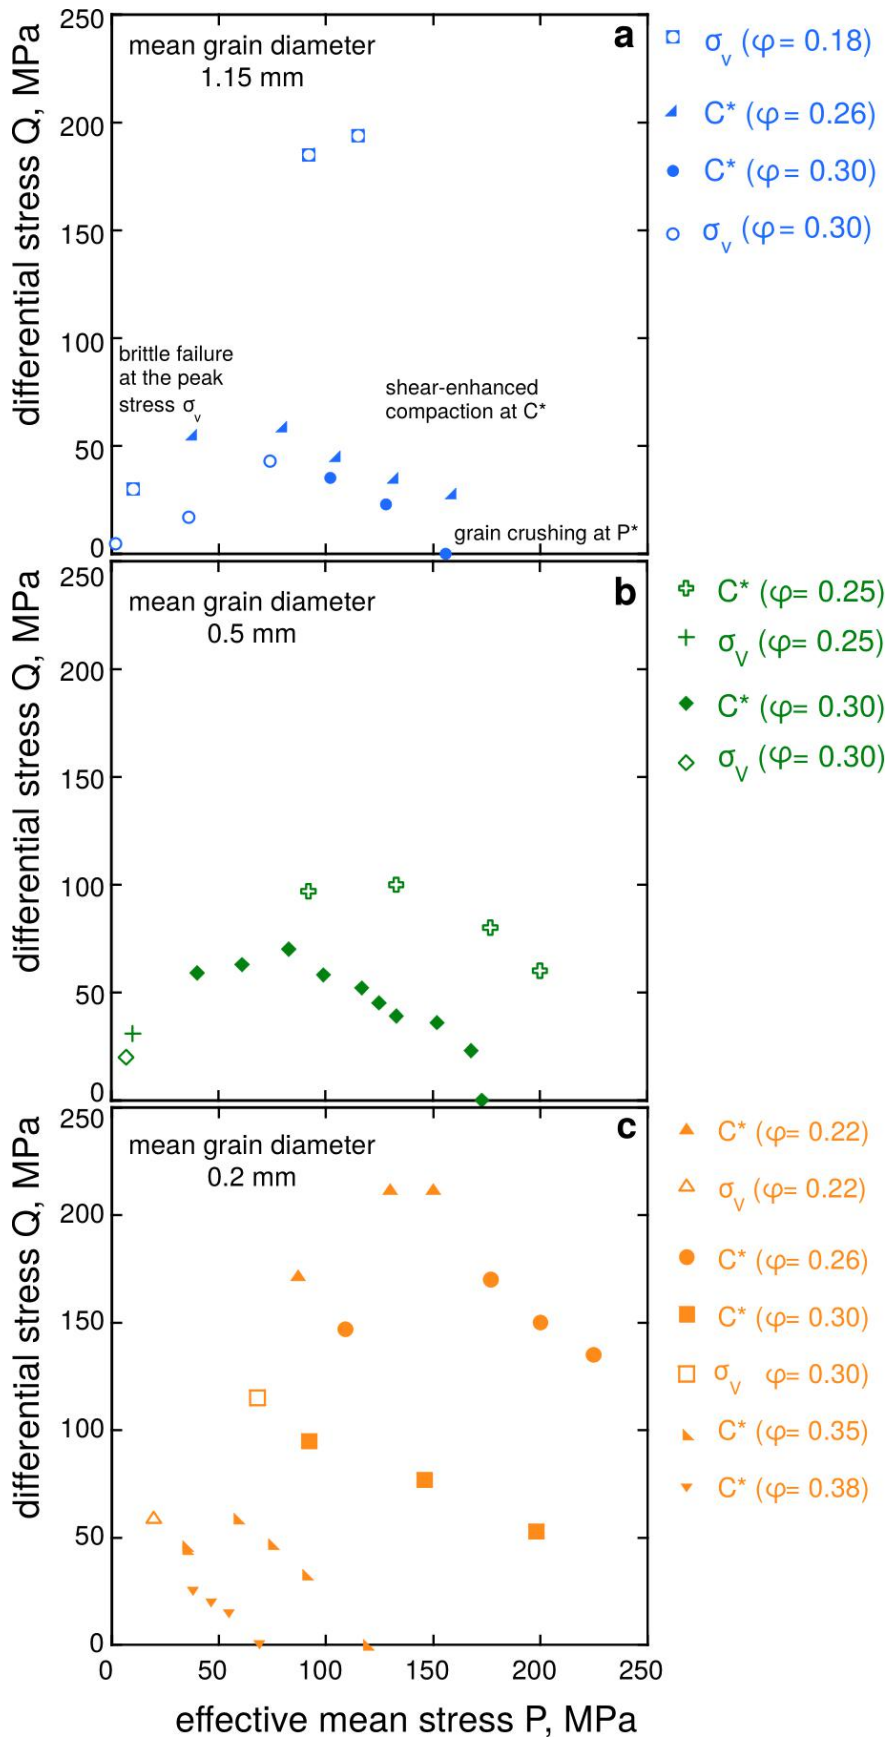 250
200
150
100
50
0
differential stress Q, MPa
mean grain diameter
1.15 mm
a
brittle failure
at the peak
stress σv
shear-enhanced
compaction at C*
grain crushing at P*
σv (φ= 0.18)
C* (φ= 0.26)
C* (φ= 0.30)
σv (φ= 0.30)
250
200
150
100
50
0
differential stress Q, MPa
mean grain diameter
0.5 mm
b
C* (φ= 0.25)
σV (φ= 0.25)
C* (φ= 0.30)
σV (φ= 0.30)
250
200
150
100
50
0
differential stress Q, MPa
mean grain diameter
0.2 mm
c
C* (φ= 0.22)
σV (φ= 0.22)
C* (φ= 0.26)
C* (φ= 0.30)
σV φ= 0.30)
C* (φ= 0.35)
C* (φ= 0.38)
0 50 100 150 200 250
effective mean stress P, MPa